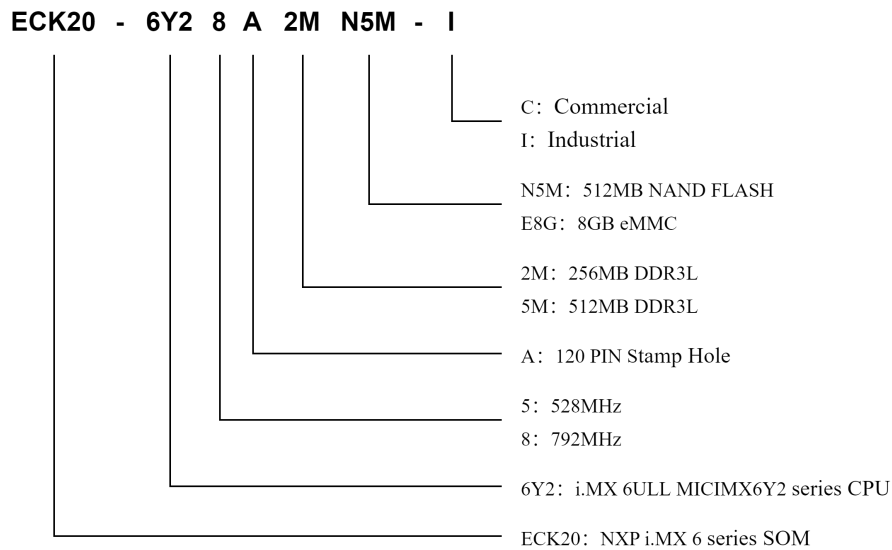 ECK20 - 6Y2 8 A 2M N5M - I
C：Commercial
I：Industrial
N5M：512MB NAND FLASH
E8G：8GB eMMC
2M：256MB DDR3L
5M：512MB DDR3L
A：120 PIN Stamp Hole
5：528MHz
8：792MHz
6Y2：i.MX 6ULL MICIMX6Y2 series CPU
ECK20：NXP i.MX 6 series SOM